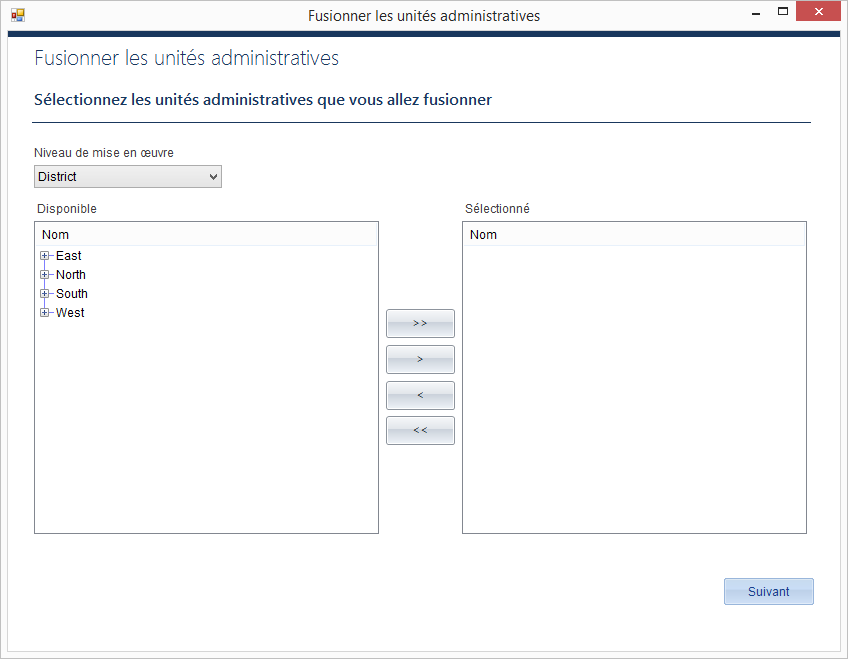 Fusionner les unités administratives
Fusionner les unités administratives
Sélectionnez les unités administratives que vous allez fusionner
Niveau de mise en œuvre
District
Disponible
Sélectionné
Nom
Nom
East
North
South
West
>>
>
<
<<
Suivant